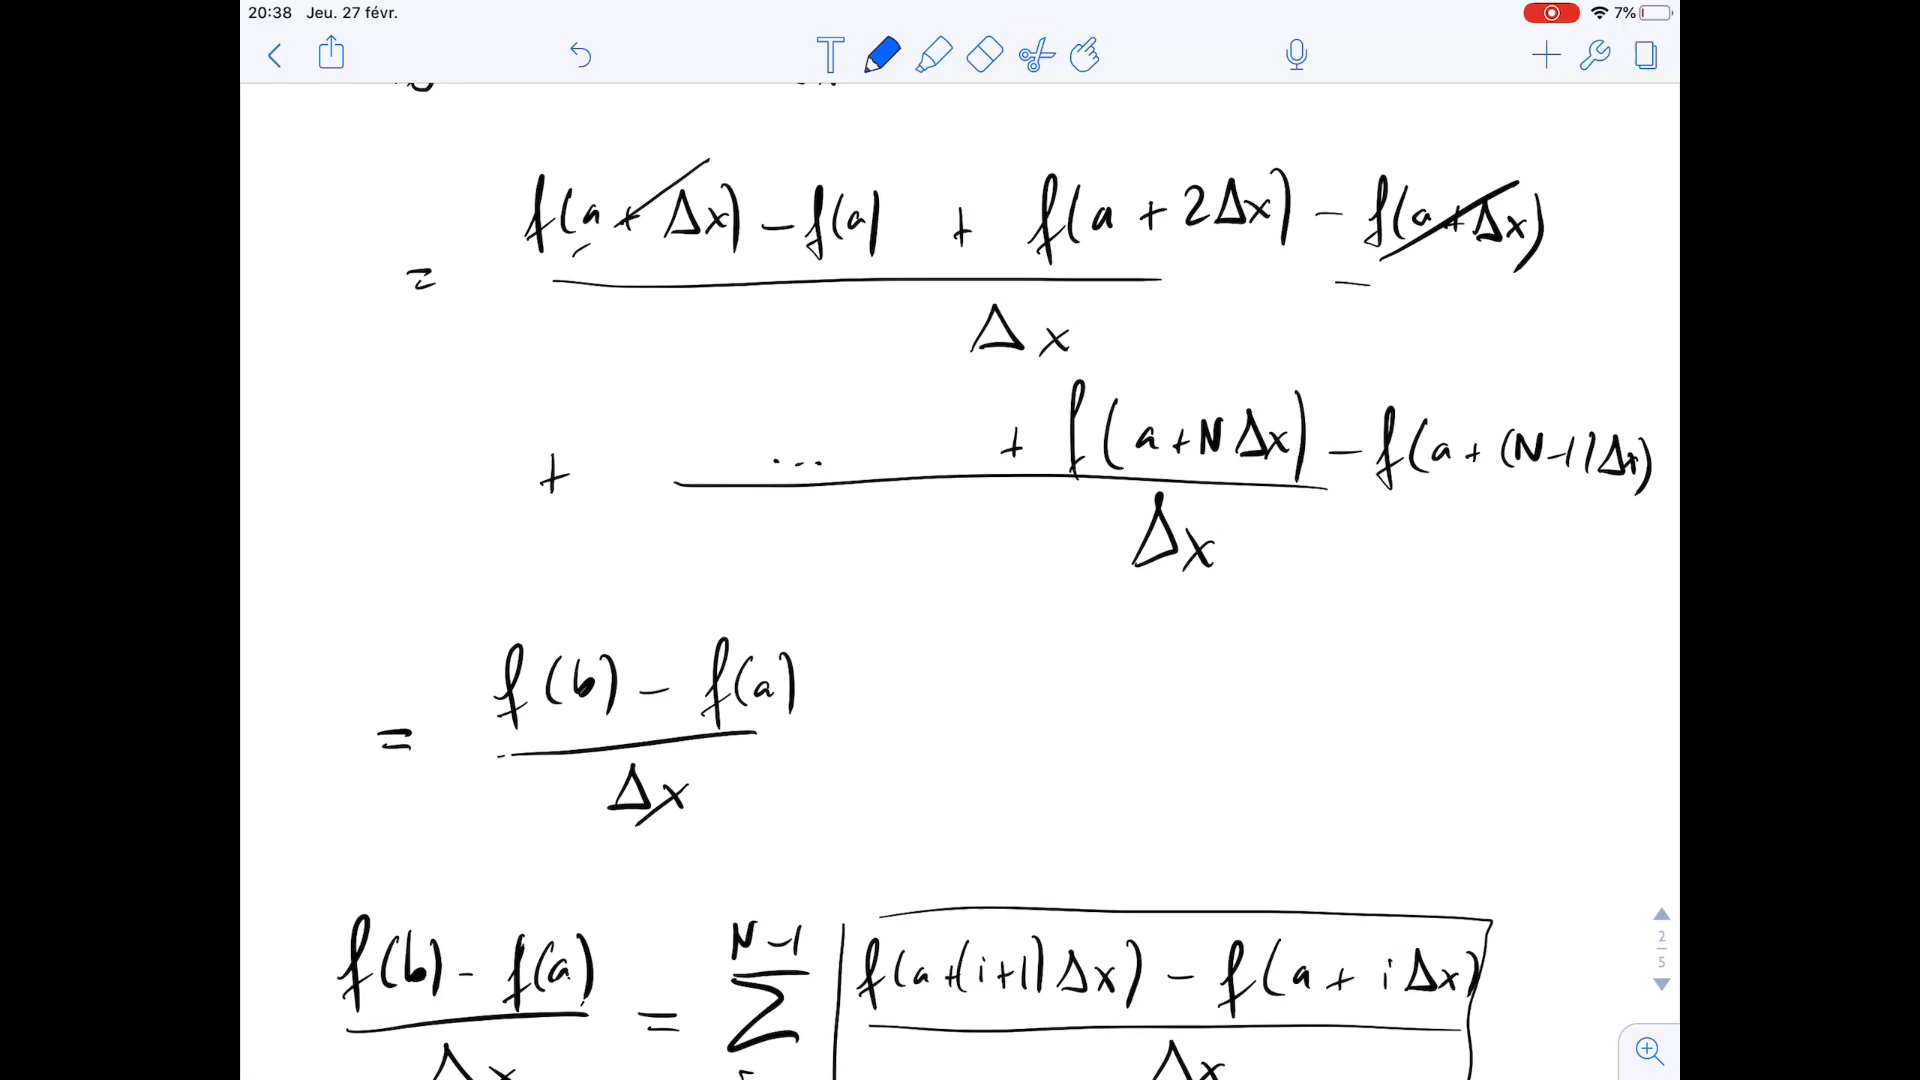 20:38 Jeu. 27 févr. 7%
T
= f(a + Δx) – f(a) + f(a + 2Δx) – f(a+Δx)
Δx
+ ... + f(a+NΔx) – f(a + (N-1)Δx)
Δx
= f(b) – f(a)
Δx
2
5
N-1
f(b) - f(a) = Σ f(a+(i+1)Δx) – f(a + iΔx)
Δx Δx